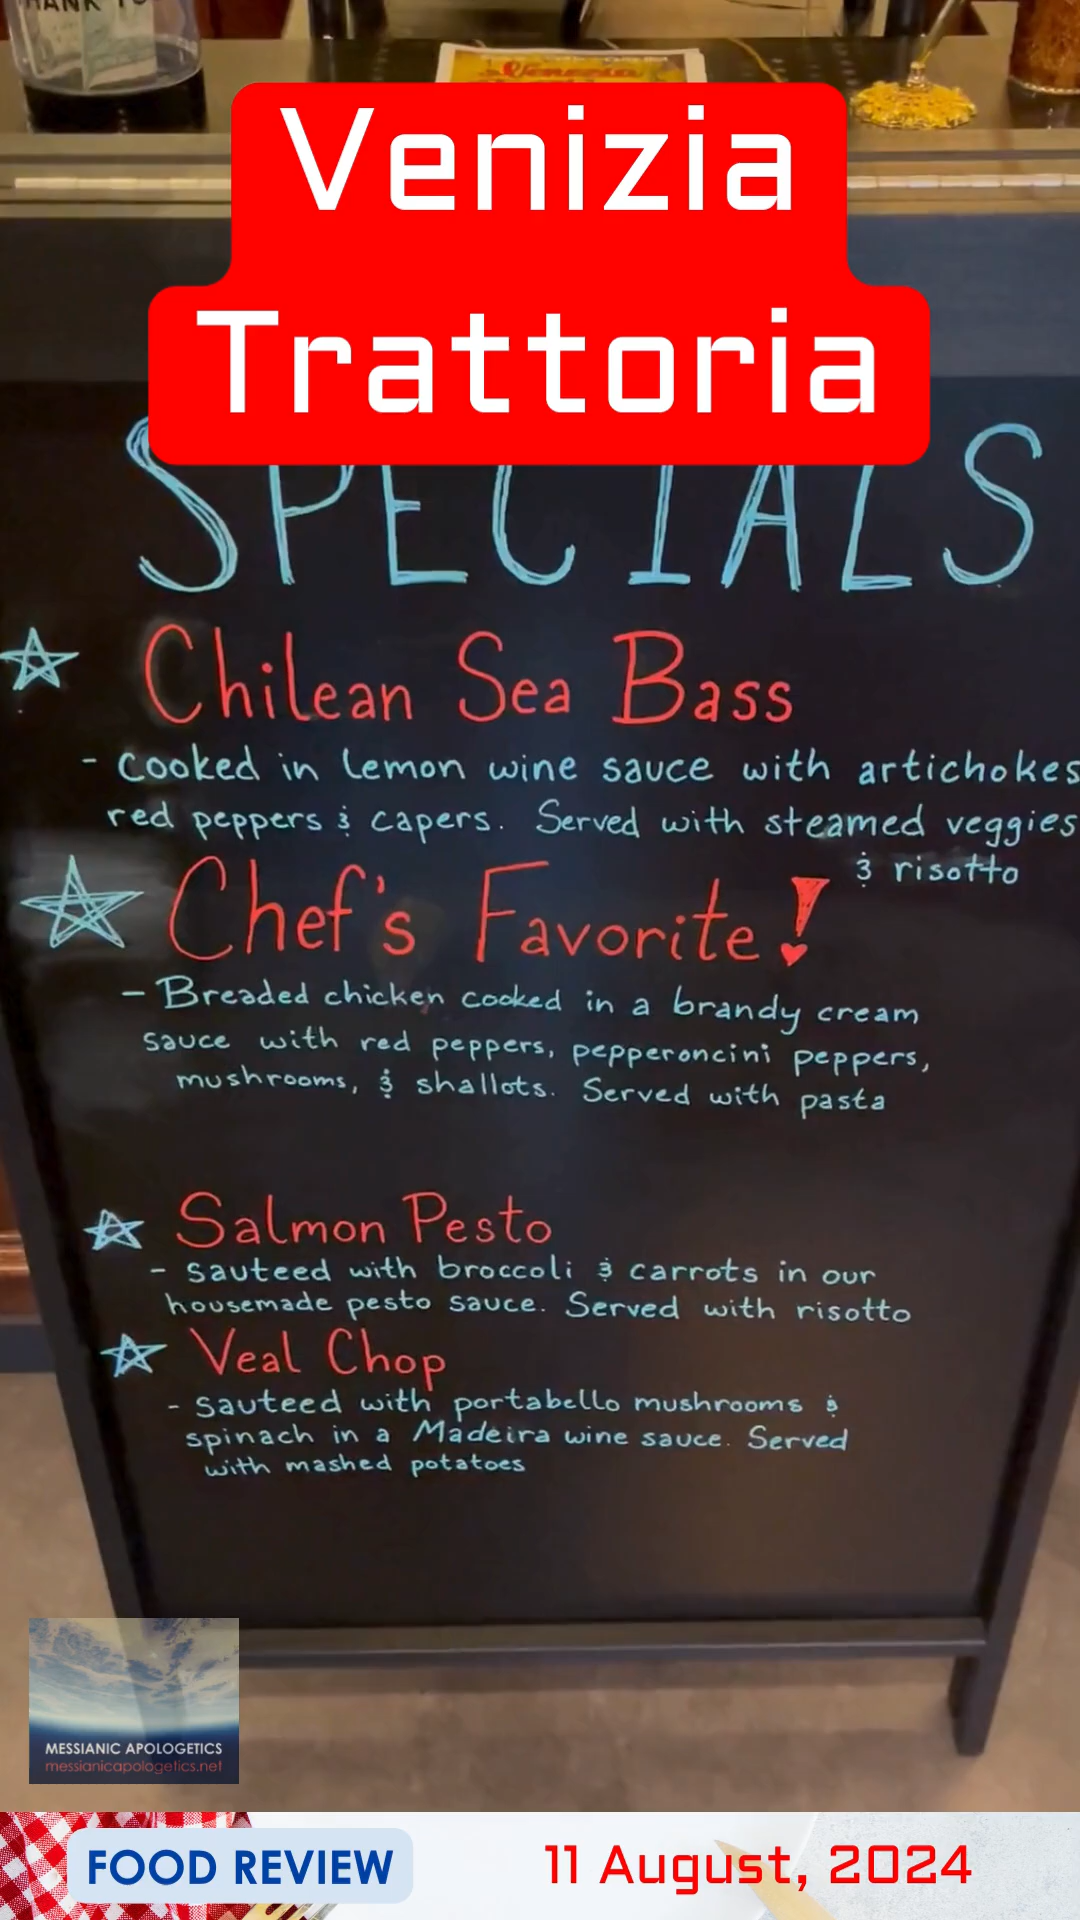 THANK YO
Venezia
Venizia
Trattoria
SPECIALS
Chilean Sea Bass
- Cooked in lemon wine sauce with artichokes
red peppers & capers. Served with steamed veggies
& risotto
Chef's Favorite!
- Breaded chicken cooked in a brandy cream
sauce with red peppers, pepperoncini peppers,
mushrooms, & shallots. Served with pasta
Salmon Pesto
- sauteed with broccoli & carrots in our
housemade pesto sauce. Served with risotto
Veal Chop
- sauteed with portabello mushrooms &
spinach in a Madeira wine sauce. Served
with mashed potatoes
MESSIANIC APOLOGETICS
messianicapologetics.net
FOOD REVIEW 11 August, 2024